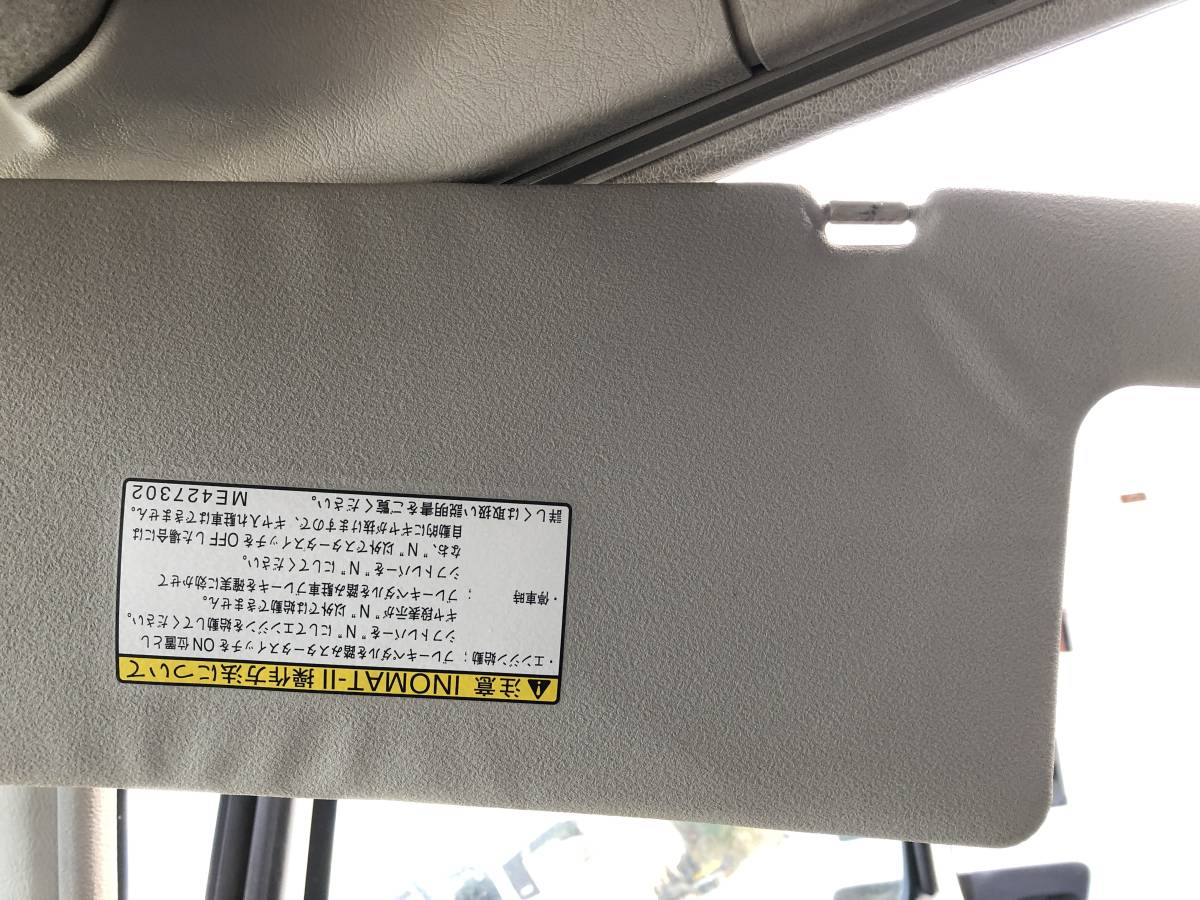 注意 INOMAT-II 操作方法について
・エンジン始動；ブレーキペダルを踏みスタータスイッチをON位置とし
シフトレバーを"N"にしてエンジンを始動してください。
ギヤ段表示が"N"以外では始動できません。
・停車時；ブレーキペダルを踏み駐車ブレーキを確実に効かせて
シフトレバーを"N"にしてください。
なお、"N"以外でスタータスイッチをOFFした場合には
自動的にギヤが抜けますので、ギヤ入れ駐車はできません。
詳しくは取扱い説明書をご覧ください。 ME427302